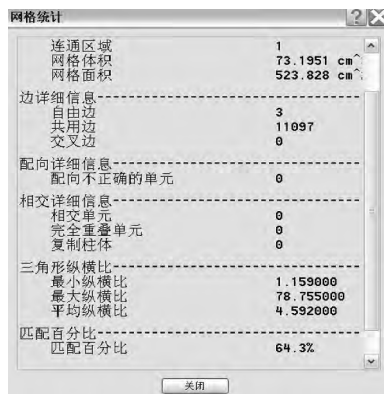 网格统计
连通区域 1
网格体积 73.1951 cm^
网格面积 523.828 cm^
边详细信息--------------------
自由边 3
共用边 11097
交叉边 0
配向详细信息--------------------
配向不正确的单元 0
相交详细信息--------------------
相交单元 0
完全重叠单元 0
复制柱体 0
三角形纵横比--------------------
最小纵横比 1.159000
最大纵横比 78.755000
平均纵横比 4.592000
匹配百分比--------------------
匹配百分比 64.3%
关闭